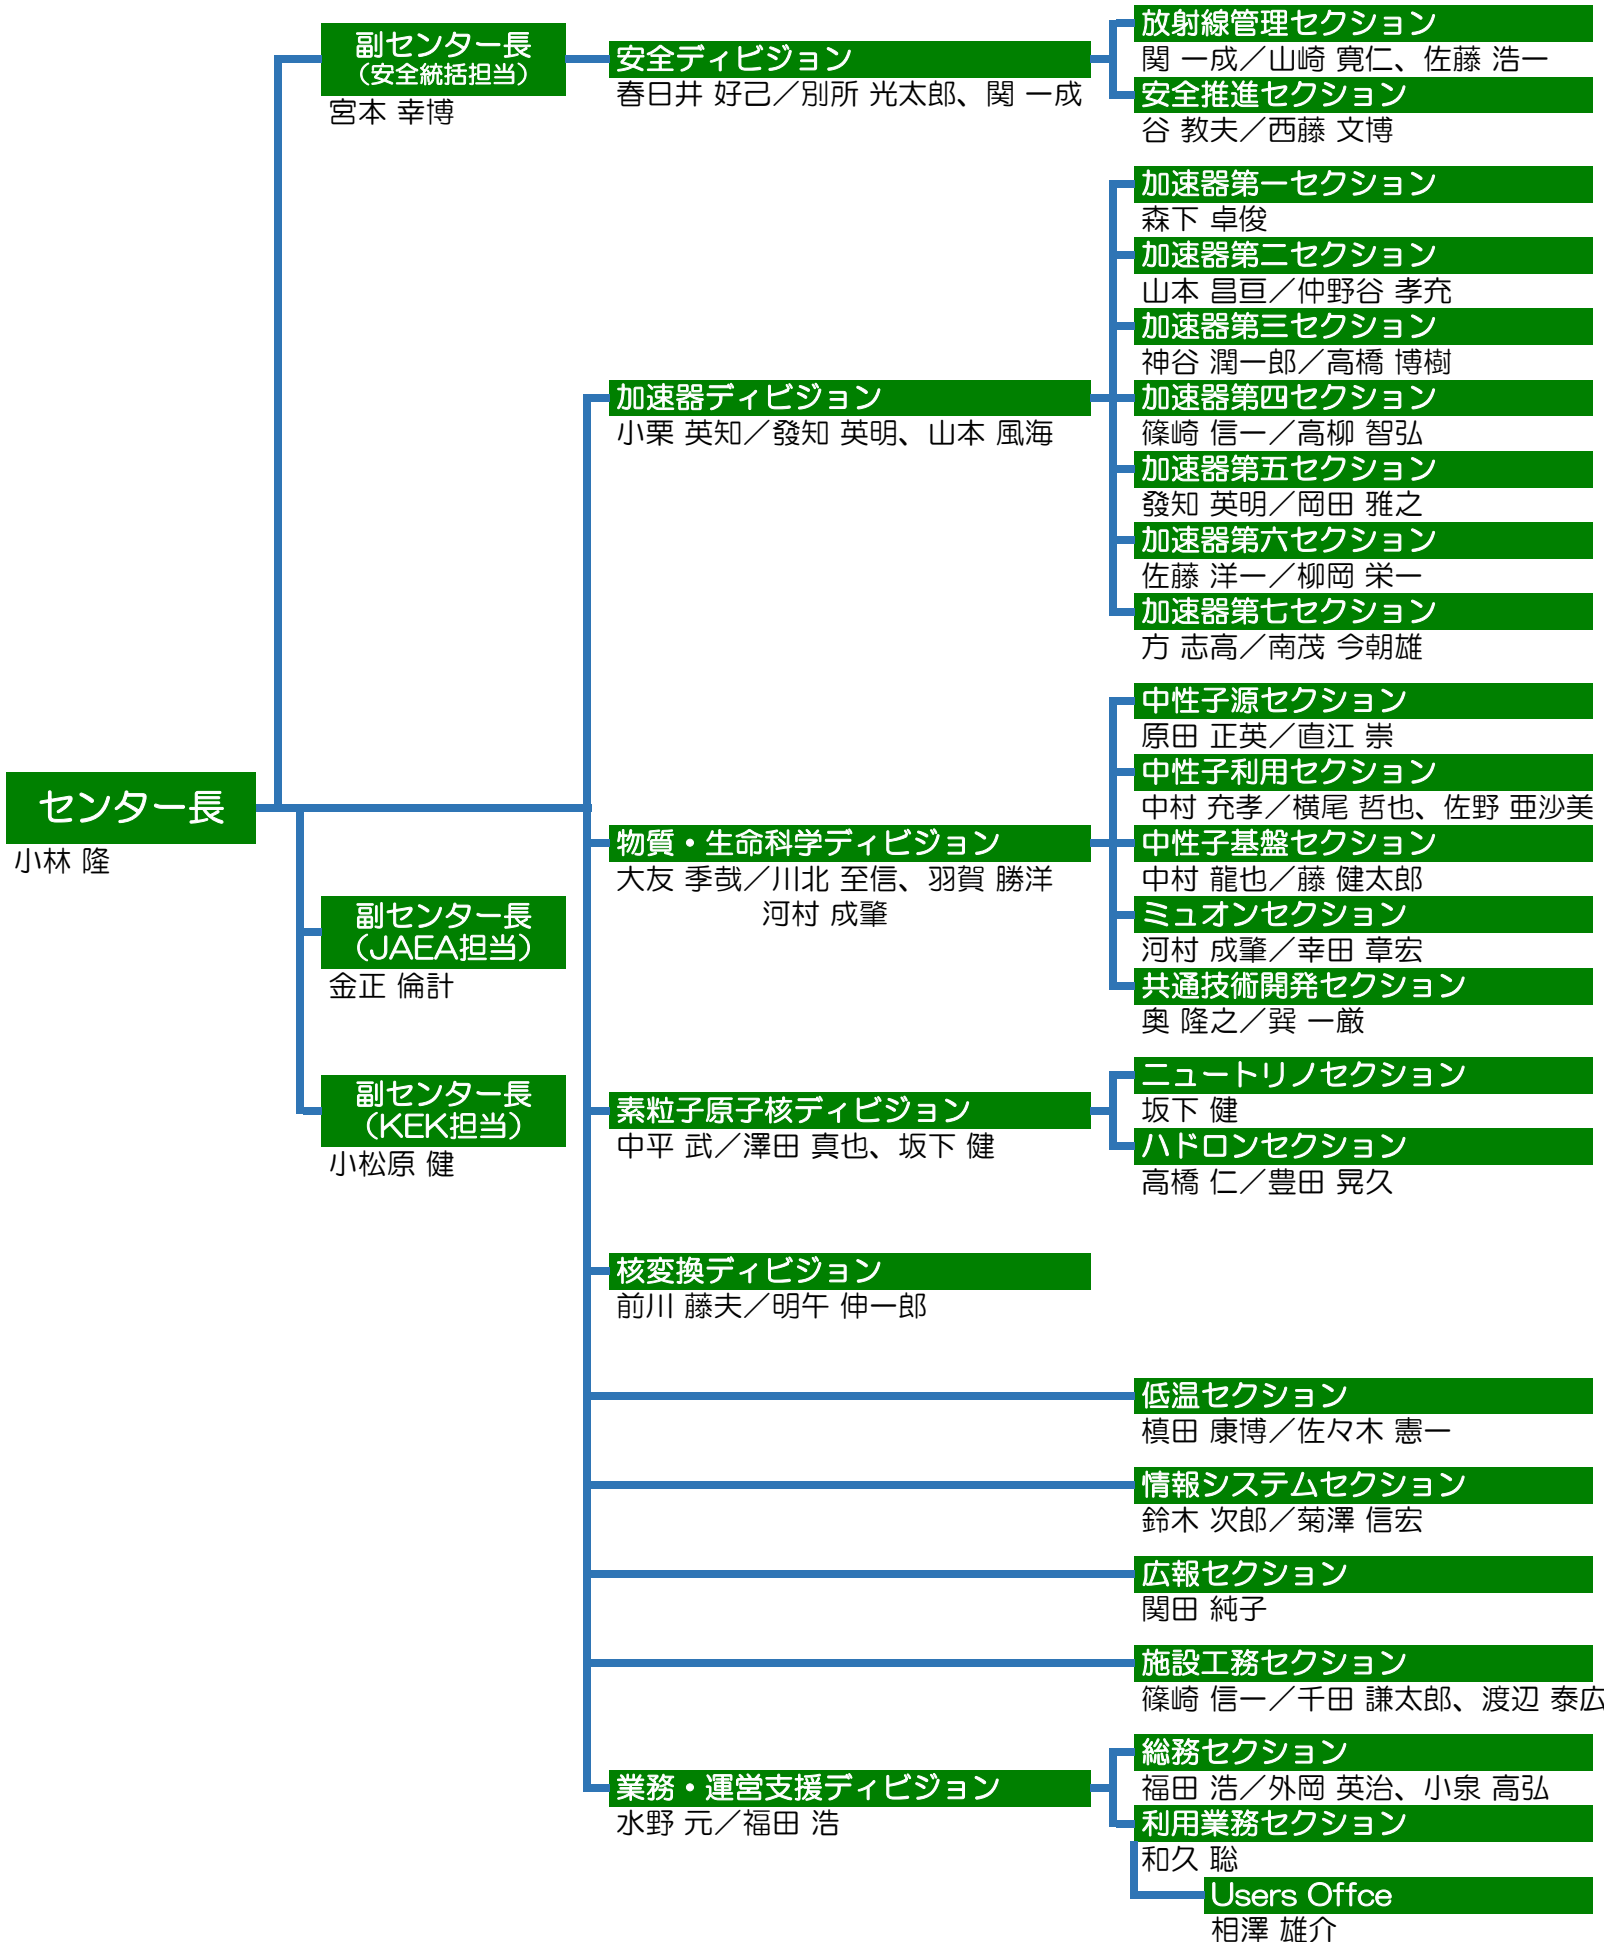 センター長
小林 隆
副センター長
（安全統括担当）
宮本 幸博
安全ディビジョン
春日井 好己／別所 光太郎、関 一成
放射線管理セクション
関 一成／山崎 寛仁、佐藤 浩一
安全推進セクション
谷 教夫／西藤 文博
副センター長
（JAEA担当）
金正 倫計
副センター長
（KEK担当）
小松原 健
加速器ディビジョン
小栗 英知／發知 英明、山本 風海
加速器第一セクション
森下 卓俊
加速器第二セクション
山本 昌亘／仲野谷 孝充
加速器第三セクション
神谷 潤一郎／高橋 博樹
加速器第四セクション
篠崎 信一／高柳 智弘
加速器第五セクション
發知 英明／岡田 雅之
加速器第六セクション
佐藤 洋一／柳岡 栄一
加速器第七セクション
方 志高／南茂 今朝雄
物質・生命科学ディビジョン
大友 季哉／川北 至信、羽賀 勝洋
河村 成肇
中性子源セクション
原田 正英／直江 崇
中性子利用セクション
中村 充孝／横尾 哲也、佐野 亜沙美
中性子基盤セクション
中村 龍也／藤 健太郎
ミュオンセクション
河村 成肇／幸田 章宏
共通技術開発セクション
奥 隆之／巽 一厳
素粒子原子核ディビジョン
中平 武／澤田 真也、坂下 健
ニュートリノセクション
坂下 健
ハドロンセクション
高橋 仁／豊田 晃久
核変換ディビジョン
前川 藤夫／明午 伸一郎
低温セクション
槙田 康博／佐々木 憲一
情報システムセクション
鈴木 次郎／菊澤 信宏
広報セクション
関田 純子
施設工務セクション
篠崎 信一／千田 謙太郎、渡辺 泰広
業務・運営支援ディビジョン
水野 元／福田 浩
総務セクション
福田 浩／外岡 英治、小泉 高弘
利用業務セクション
和久 聡
Users Offce
相澤 雄介